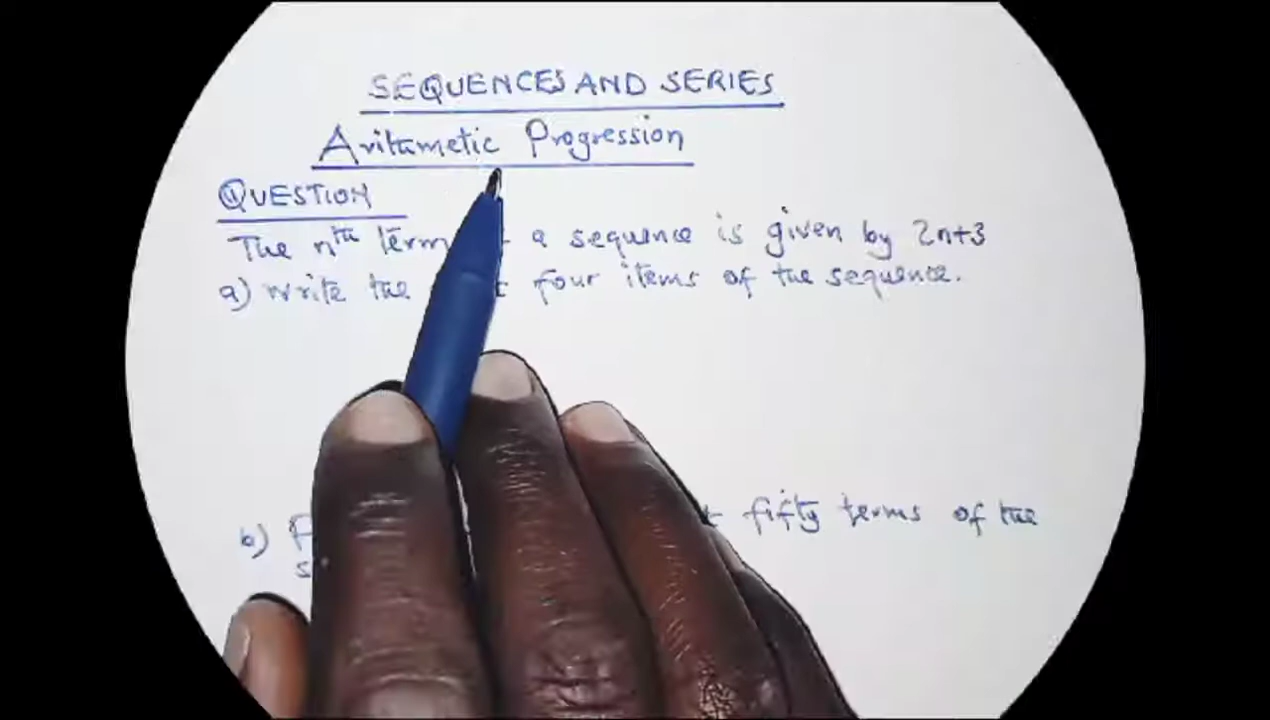 SEQUENCES AND SERIES
Aritametic Progression
QUESTION
The nth term a sequence is given by 2n+3
a) Write the four items of the sequence.
b) fifty terms of the